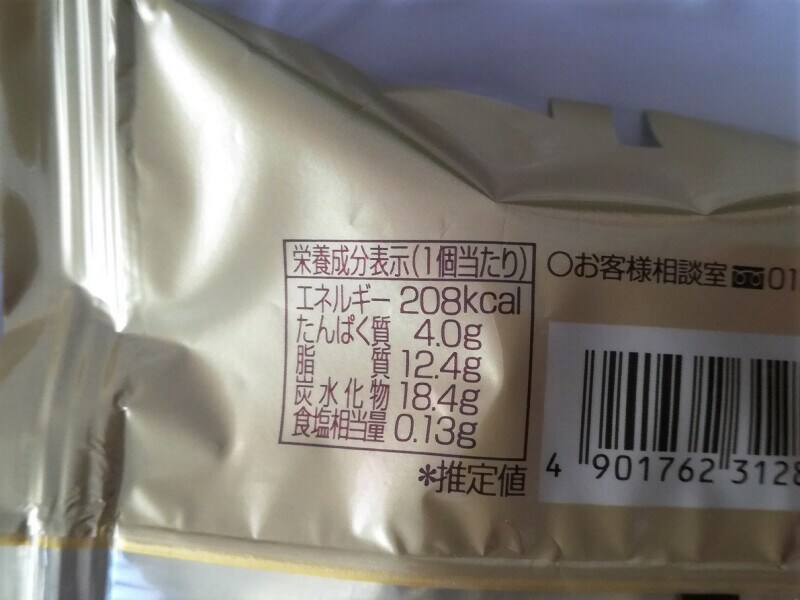 栄養成分表示(1個当たり)
エネルギー 208kcal
たんぱく質 4.0g
脂質 12.4g
炭水化物 18.4g
食塩相当量 0.13g
*推定値
○お客様相談室 01
4 901762 3128